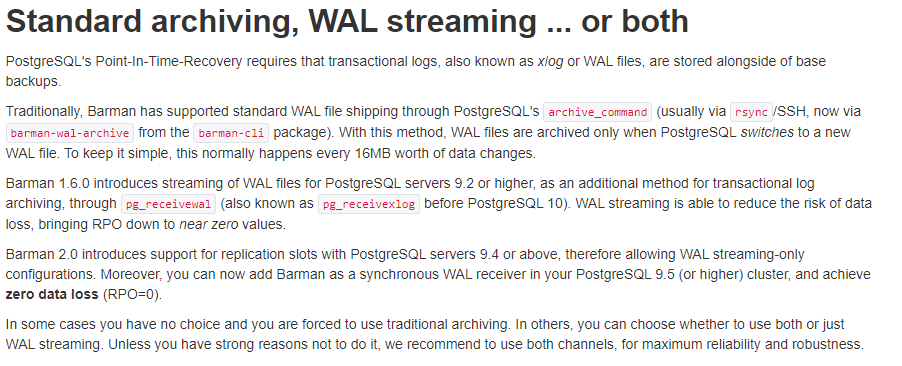 Standard archiving, WAL streaming ... or both
PostgreSQL's Point-In-Time-Recovery requires that transactional logs, also known as xlog or WAL files, are stored alongside of base
backups.
Traditionally, Barman has supported standard WAL file shipping through PostgreSQL's archive_command (usually via rsync/SSH, now via
barman-wal-archive from the barman-cli package). With this method, WAL files are archived only when PostgreSQL switches to a new
WAL file. To keep it simple, this normally happens every 16MB worth of data changes.
Barman 1.6.0 introduces streaming of WAL files for PostgreSQL servers 9.2 or higher, as an additional method for transactional log
archiving, through pg_receivewal (also known as pg_receivexlog before PostgreSQL 10). WAL streaming is able to reduce the risk of data
loss, bringing RPO down to near zero values.
Barman 2.0 introduces support for replication slots with PostgreSQL servers 9.4 or above, therefore allowing WAL streaming-only
configurations. Moreover, you can now add Barman as a synchronous WAL receiver in your PostgreSQL 9.5 (or higher) cluster, and achieve
zero data loss (RPO=0).
In some cases you have no choice and you are forced to use traditional archiving. In others, you can choose whether to use both or just
WAL streaming. Unless you have strong reasons not to do it, we recommend to use both channels, for maximum reliability and robustness.